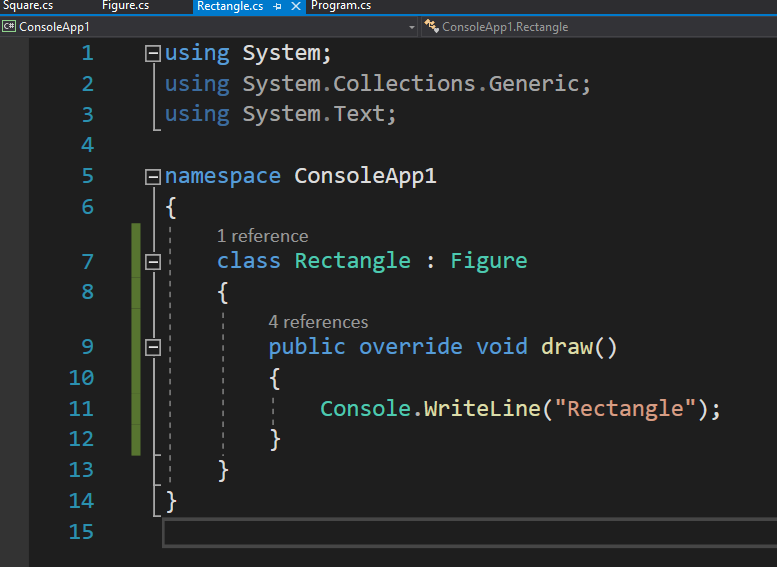 Square.cs Figure.cs Rectangle.cs Program.cs
C# ConsoleApp1 ConsoleApp1.Rectangle
1 using System;
2 using System.Collections.Generic;
3 using System.Text;
4
5 namespace ConsoleApp1
6 {
1 reference
7 class Rectangle : Figure
8 {
4 references
9 public override void draw()
10 {
11 Console.WriteLine("Rectangle");
12 }
13 }
14 }
15